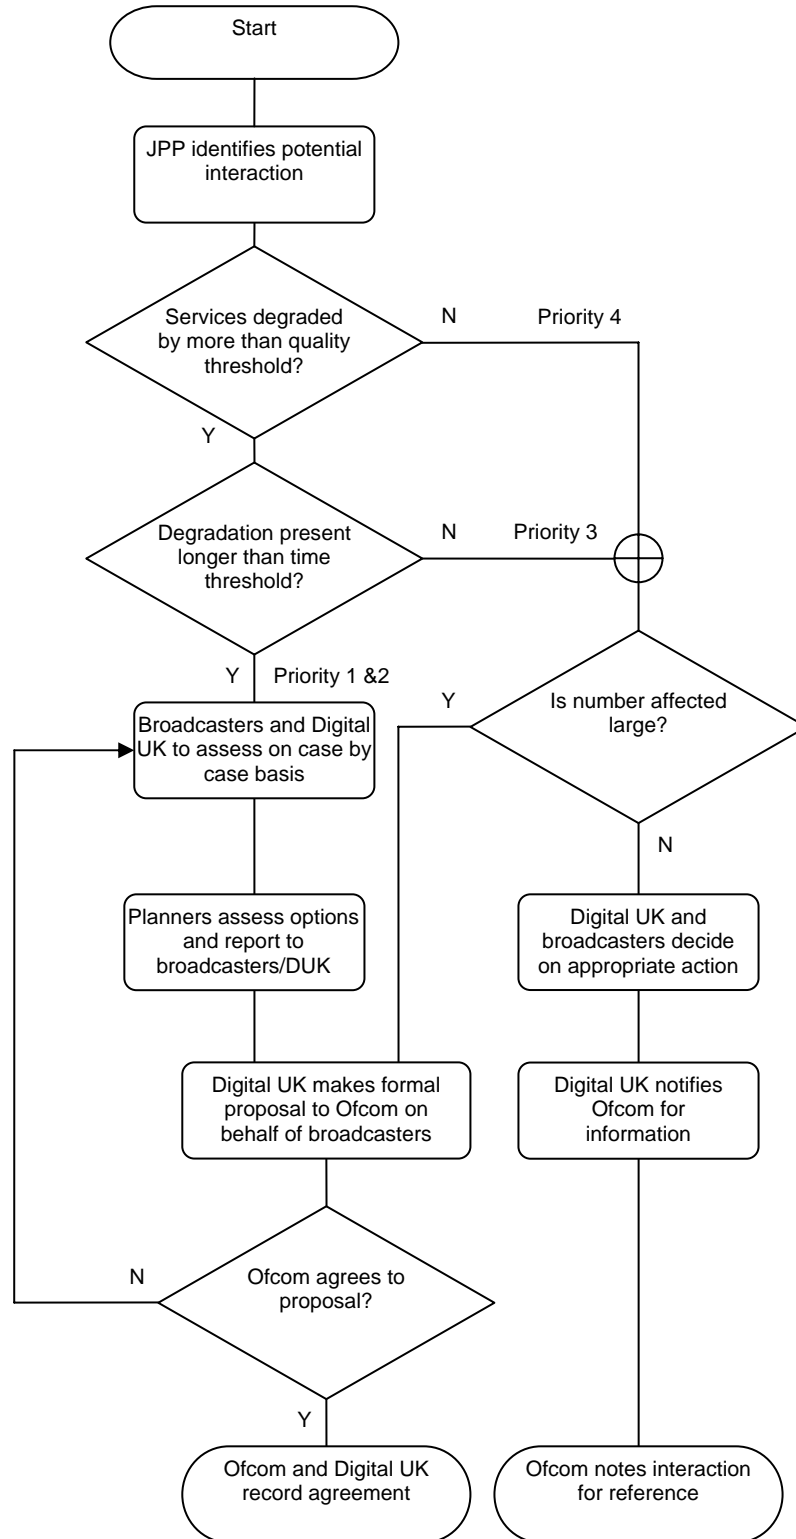 Start
JPP identifies potential
interaction
Services degraded
by more than quality
threshold?
N
Priority 4
Y
Degradation present
longer than time
threshold?
N
Priority 3
Y
Priority 1 &2
Broadcasters and Digital
UK to assess on case by
case basis
Y
Is number affected
large?
N
Planners assess options
and report to
broadcasters/DUK
Digital UK and
broadcasters decide
on appropriate action
Digital UK makes formal
proposal to Ofcom on
behalf of broadcasters
Digital UK notifies
Ofcom for
information
N
Ofcom agrees to
proposal?
Y
Ofcom and Digital UK
record agreement
Ofcom notes interaction
for reference